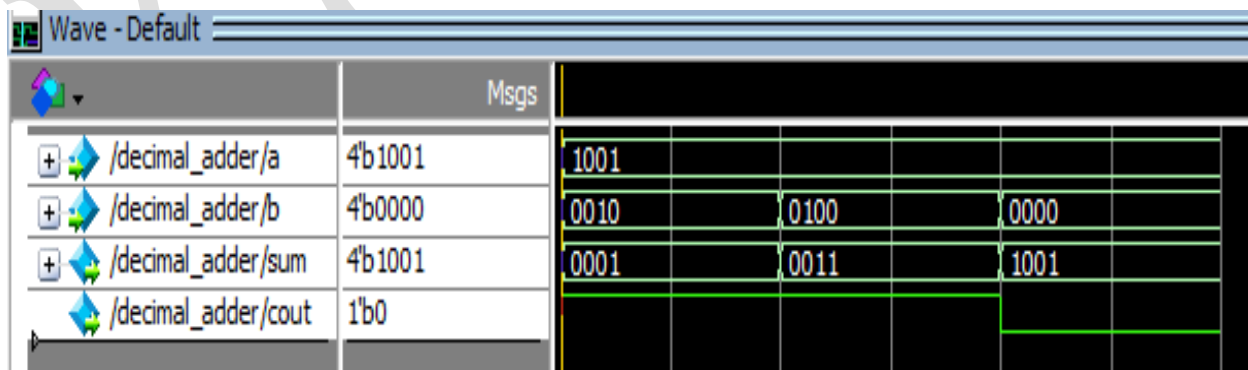 Wave - Default
Msgs
/decimal_adder/a 4'b1001 1001
/decimal_adder/b 4'b0000 0010 0100 0000
/decimal_adder/sum 4'b1001 0001 0011 1001
/decimal_adder/cout 1'b0